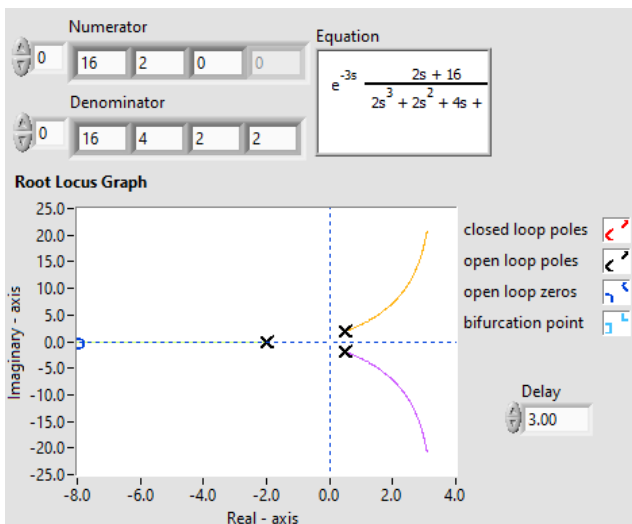 Numerator
0 16 2 0 0
Equation
e^-3s (2s + 16) / (2s^3 + 2s^2 + 4s +
Denominator
0 16 4 2 2
Root Locus Graph
25.0
20.0
15.0
10.0
5.0
0.0
-5.0
-10.0
-15.0
-20.0
-25.0
Imaginary - axis
-8.0 -6.0 -4.0 -2.0 0.0 2.0 4.0
Real - axis
closed loop poles
open loop poles
open loop zeros
bifurcation point
Delay
3.00